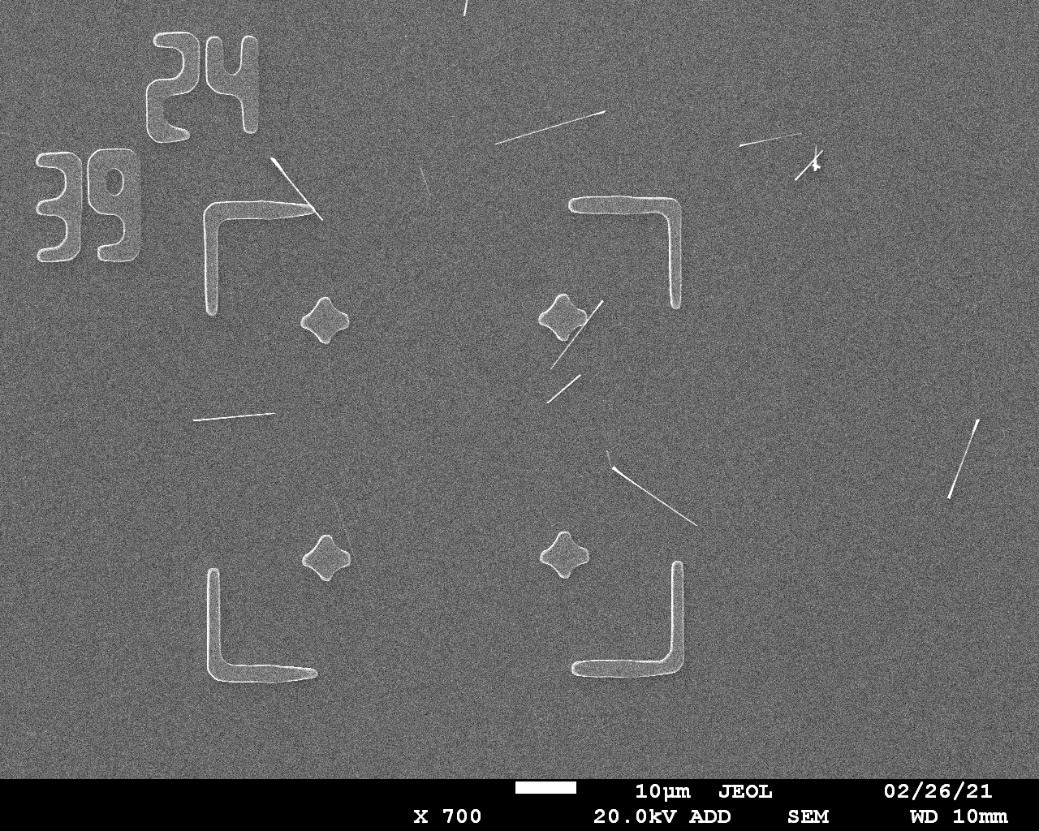 24
39
10µm JEOL 02/26/21
X 700 20.0kV ADD SEM WD 10mm